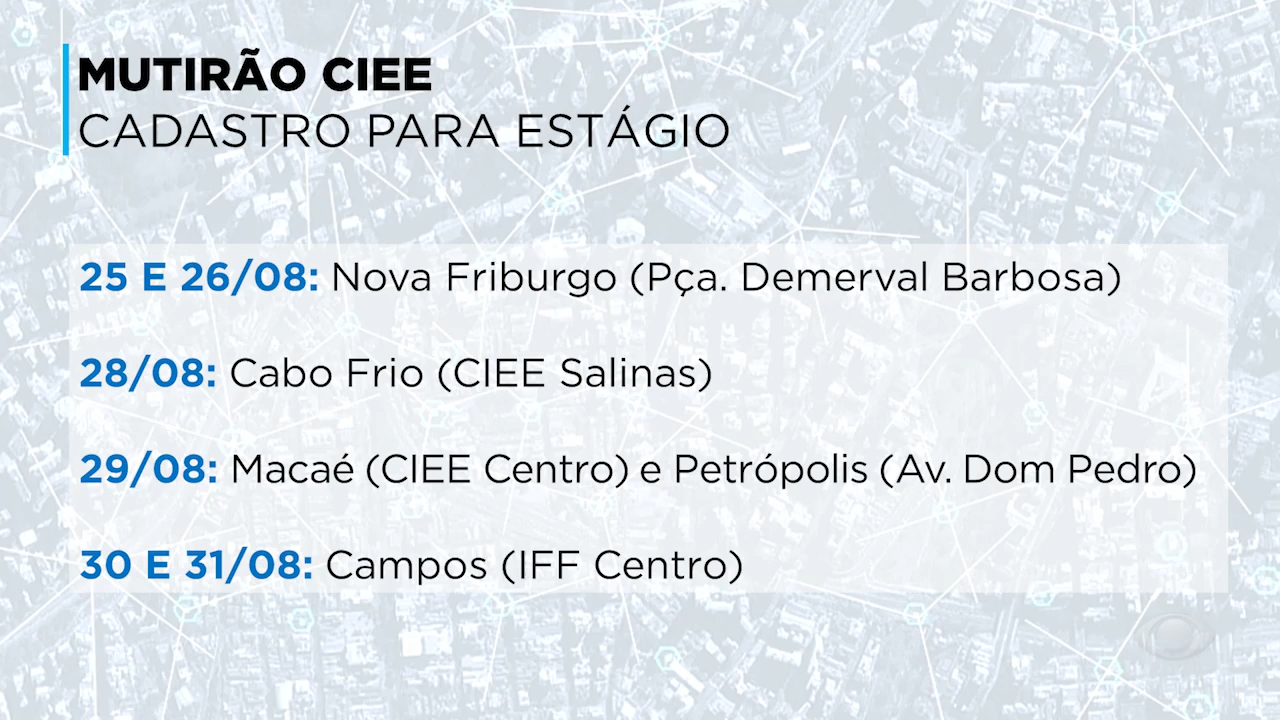 MUTIRÃO CIEE
CADASTRO PARA ESTÁGIO
25 E 26/08: Nova Friburgo (Pça. Demerval Barbosa)
28/08: Cabo Frio (CIEE Salinas)
29/08: Macaé (CIEE Centro) e Petrópolis (Av. Dom Pedro)
30 E 31/08: Campos (IFF Centro)